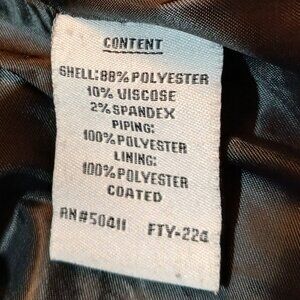 CONTENT
SHELL:88% POLYESTER
10% VISCOSE
2% SPANDEX
PIPING:
100% POLYESTER
LINING:
100% POLYESTER
COATED
RN#50411 FTY-224